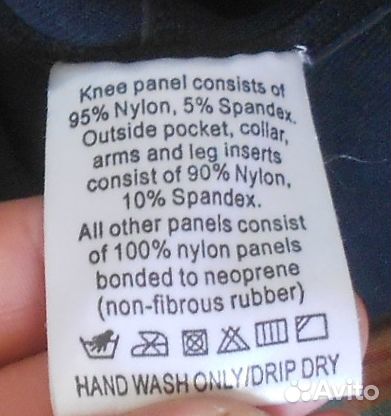 Knee panel consists of
95% Nylon, 5% Spandex.
Outside pocket, collar,
arms and leg inserts
consist of 90% Nylon,
10% Spandex.
All other panels consist
of 100% nylon panels
bonded to neoprene
(non-fibrous rubber)
HAND WASH ONLY/DRIP DRY
Avito